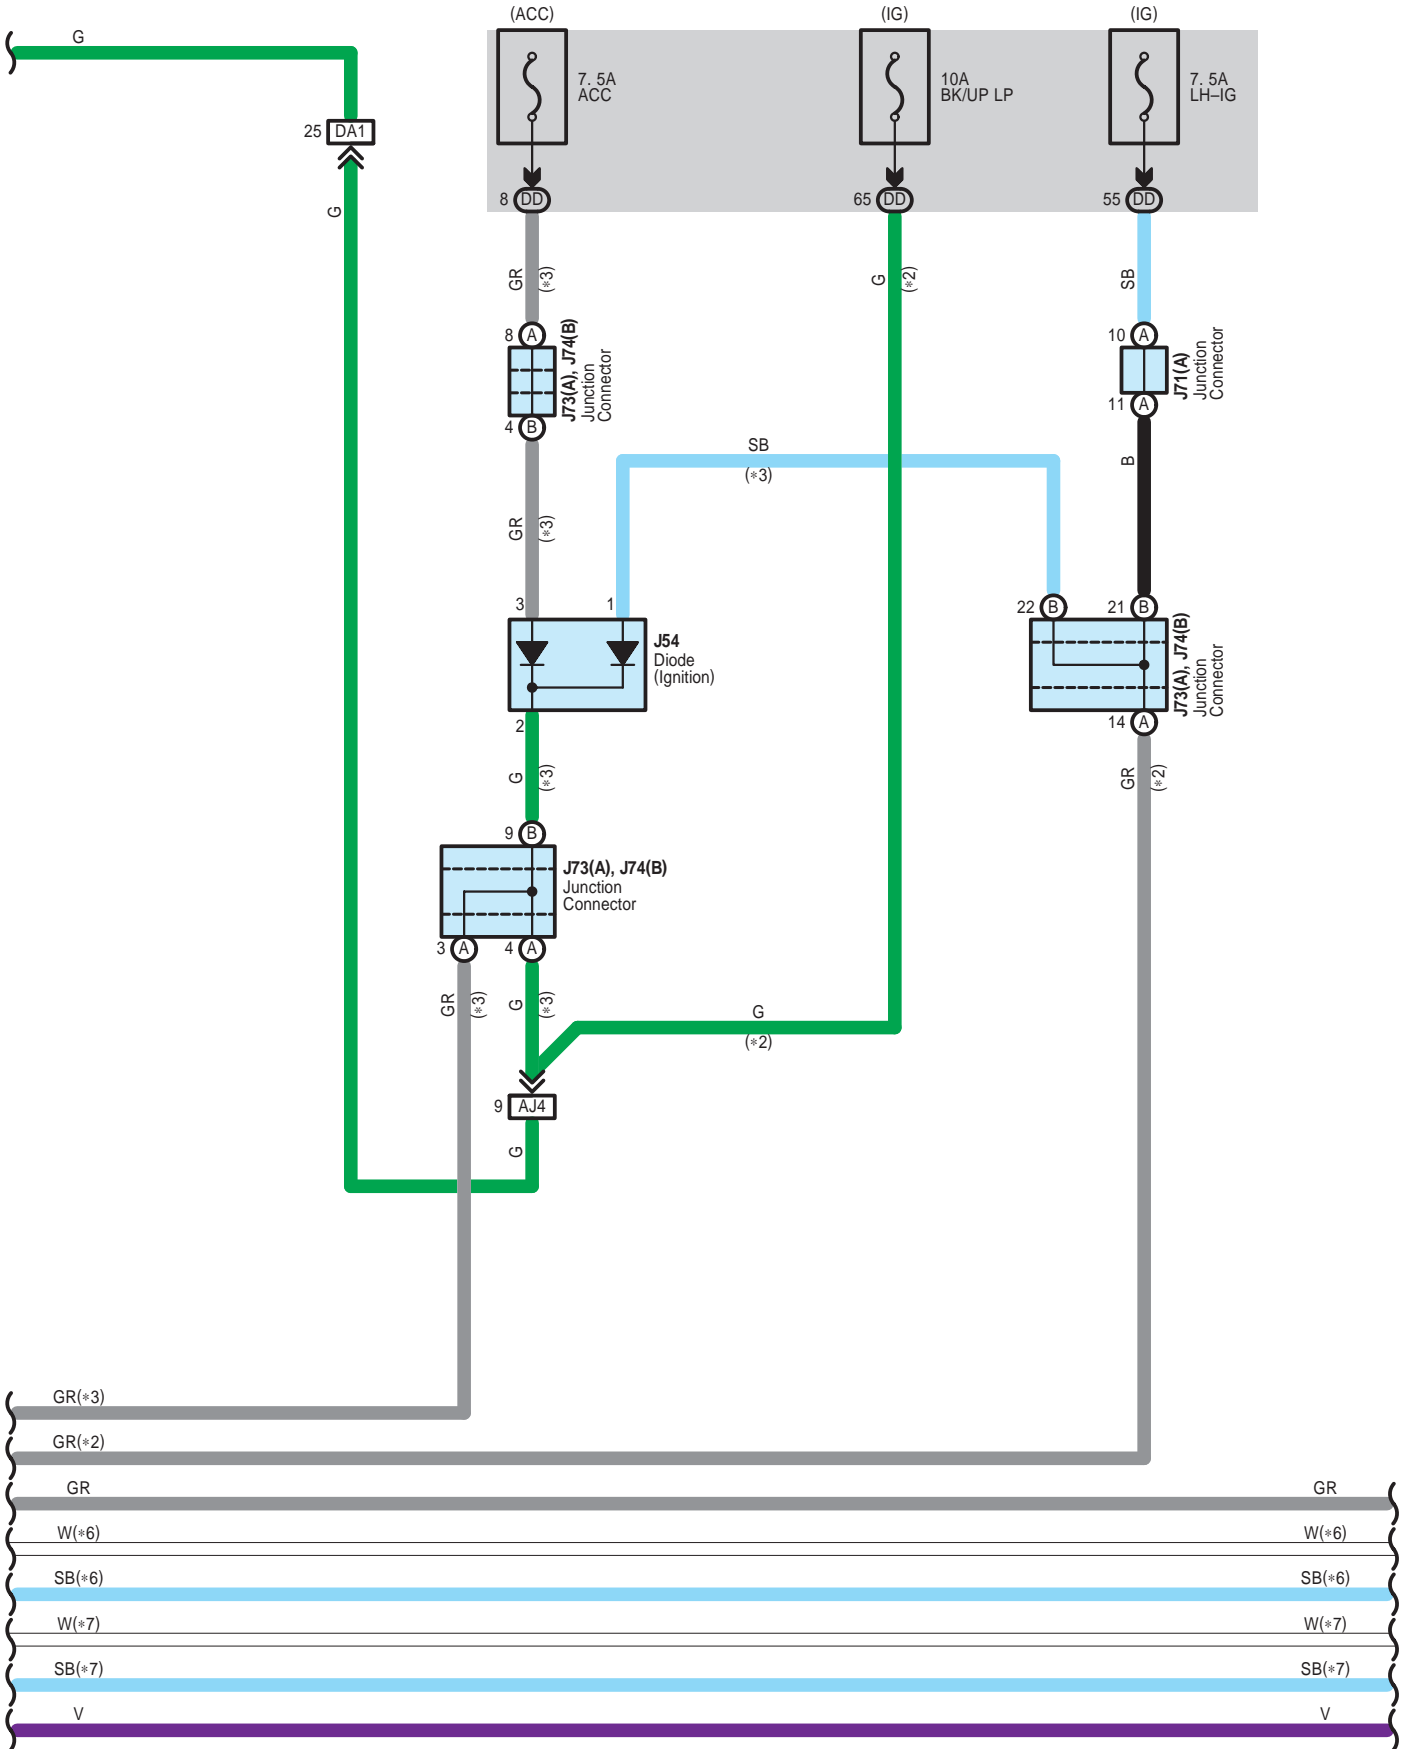 (ACC)
(IG)
(IG)
G
7. 5A
ACC
10A
BK/UP LP
7. 5A
LH–IG
25 DA1
8 DD
65 DD
55 DD
G
GR
(*3)
G
(*2)
SB
8 A
J73(A), J74(B)
Junction
Connector
4 B
10 A
J71(A)
Junction
Connector
11 A
SB
(*3)
B
GR
(*3)
3
1
22 B
21 B
J54
Diode
(Ignition)
J73(A), J74(B)
Junction
Connector
2
14 A
G
(*3)
GR
(*2)
9 B
J73(A), J74(B)
Junction
Connector
3 A
4 A
GR
(*3)
G
(*3)
G
(*2)
9 AJ4
G
GR(*3)
GR(*2)
GR
GR
W(*6)
W(*6)
SB(*6)
SB(*6)
W(*7)
W(*7)
SB(*7)
SB(*7)
V
V